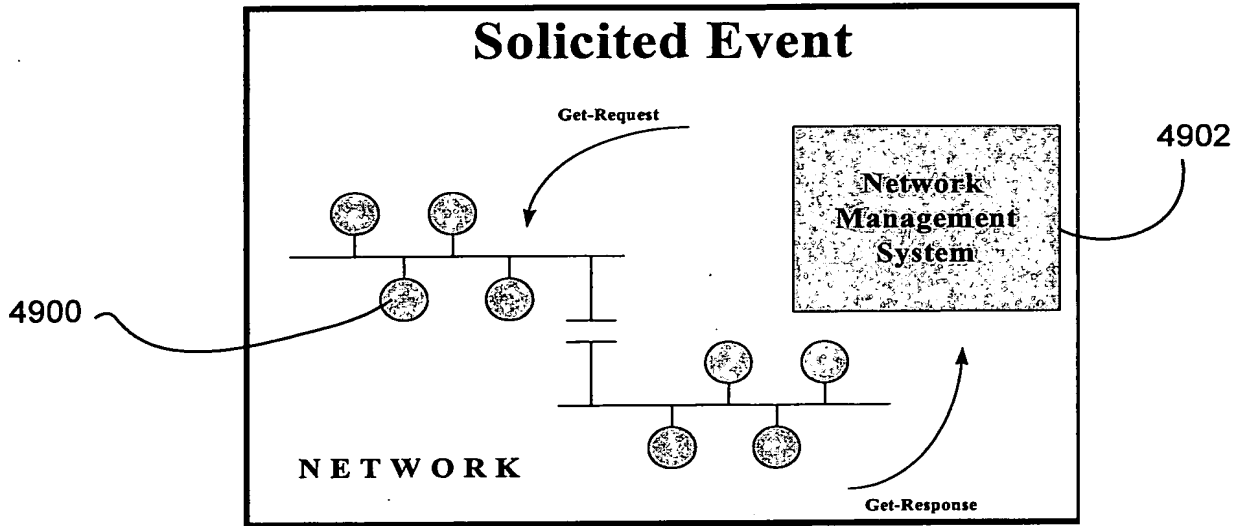 Solicited Event
Get-Request
4902
Network
Management
System
4900
NETWORK
Get-Response